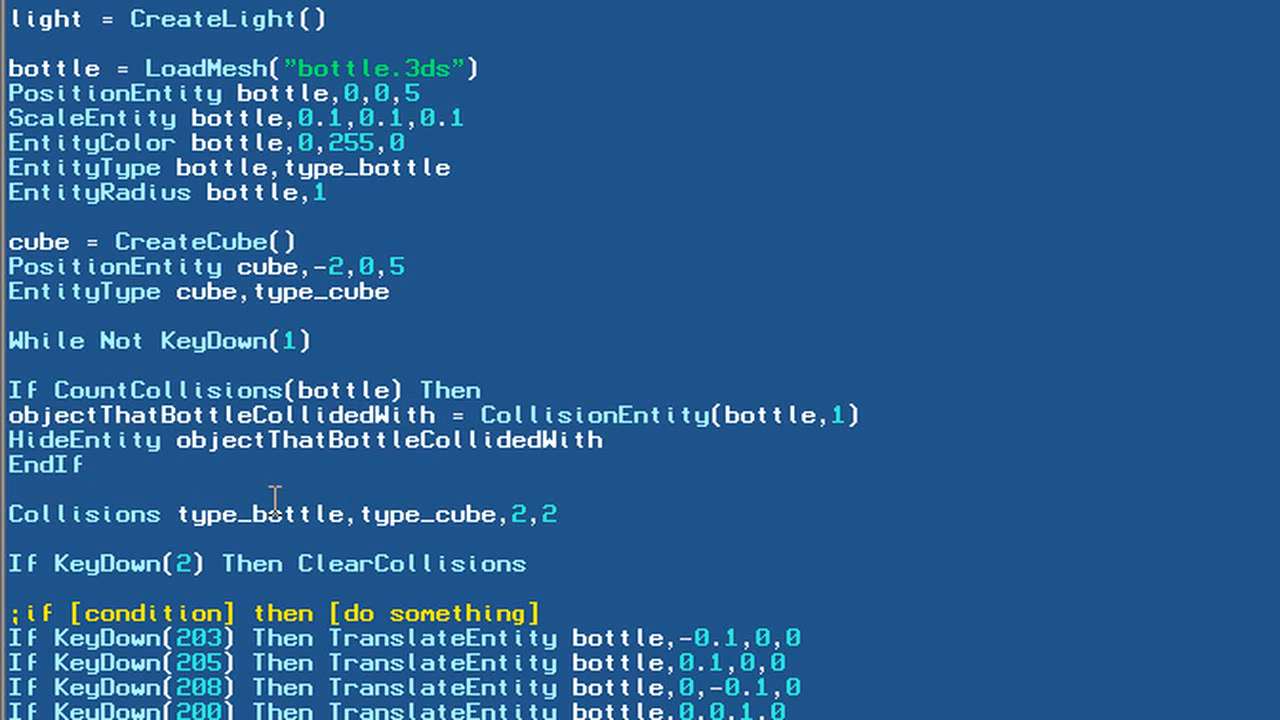 light = CreateLight()
bottle = LoadMesh("bottle.3ds")
PositionEntity bottle,0,0,5
ScaleEntity bottle,0.1,0.1,0.1
EntityColor bottle,0,255,0
EntityType bottle,type_bottle
EntityRadius bottle,1
cube = CreateCube()
PositionEntity cube,-2,0,5
EntityType cube,type_cube
While Not KeyDown(1)
If CountCollisions(bottle) Then
objectThatBottleCollidedWith = CollisionEntity(bottle,1)
HideEntity objectThatBottleCollidedWith
EndIf
Collisions type_bottle,type_cube,2,2
If KeyDown(2) Then ClearCollisions
;if [condition] then [do something]
If KeyDown(203) Then TranslateEntity bottle,-0.1,0,0
If KeyDown(205) Then TranslateEntity bottle,0.1,0,0
If KeyDown(208) Then TranslateEntity bottle,0,-0.1,0
If KeyDown(200) Then TranslateEntity bottle,0,0.1,0